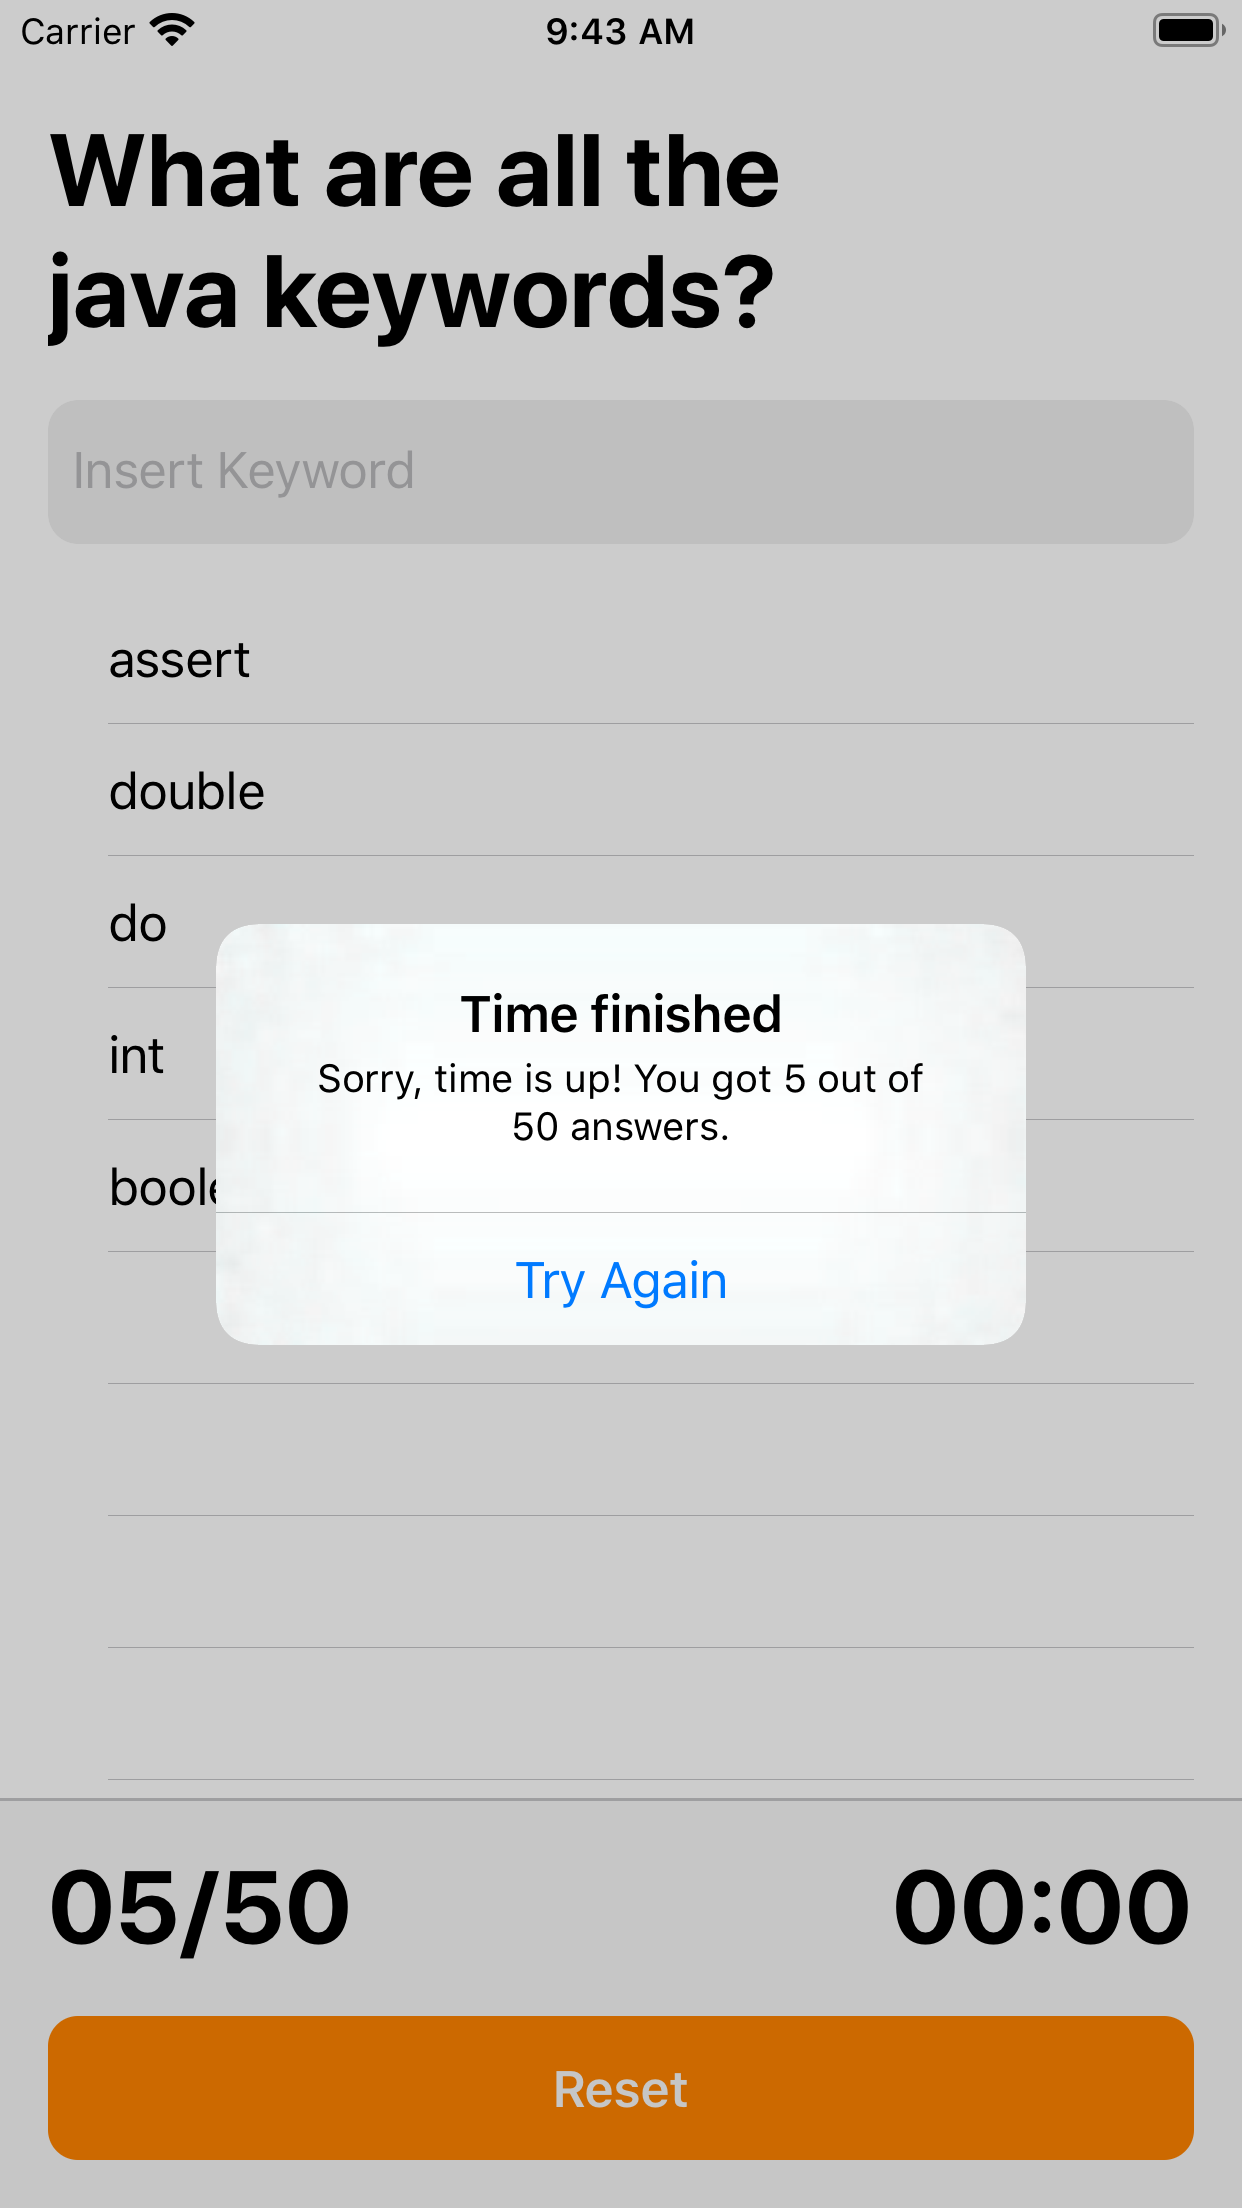 Carrier 9:43 AM
What are all the
java keywords?
Insert Keyword
assert
double
do
int
Time finished
Sorry, time is up! You got 5 out of
50 answers.
Try Again
05/50 00:00
Reset